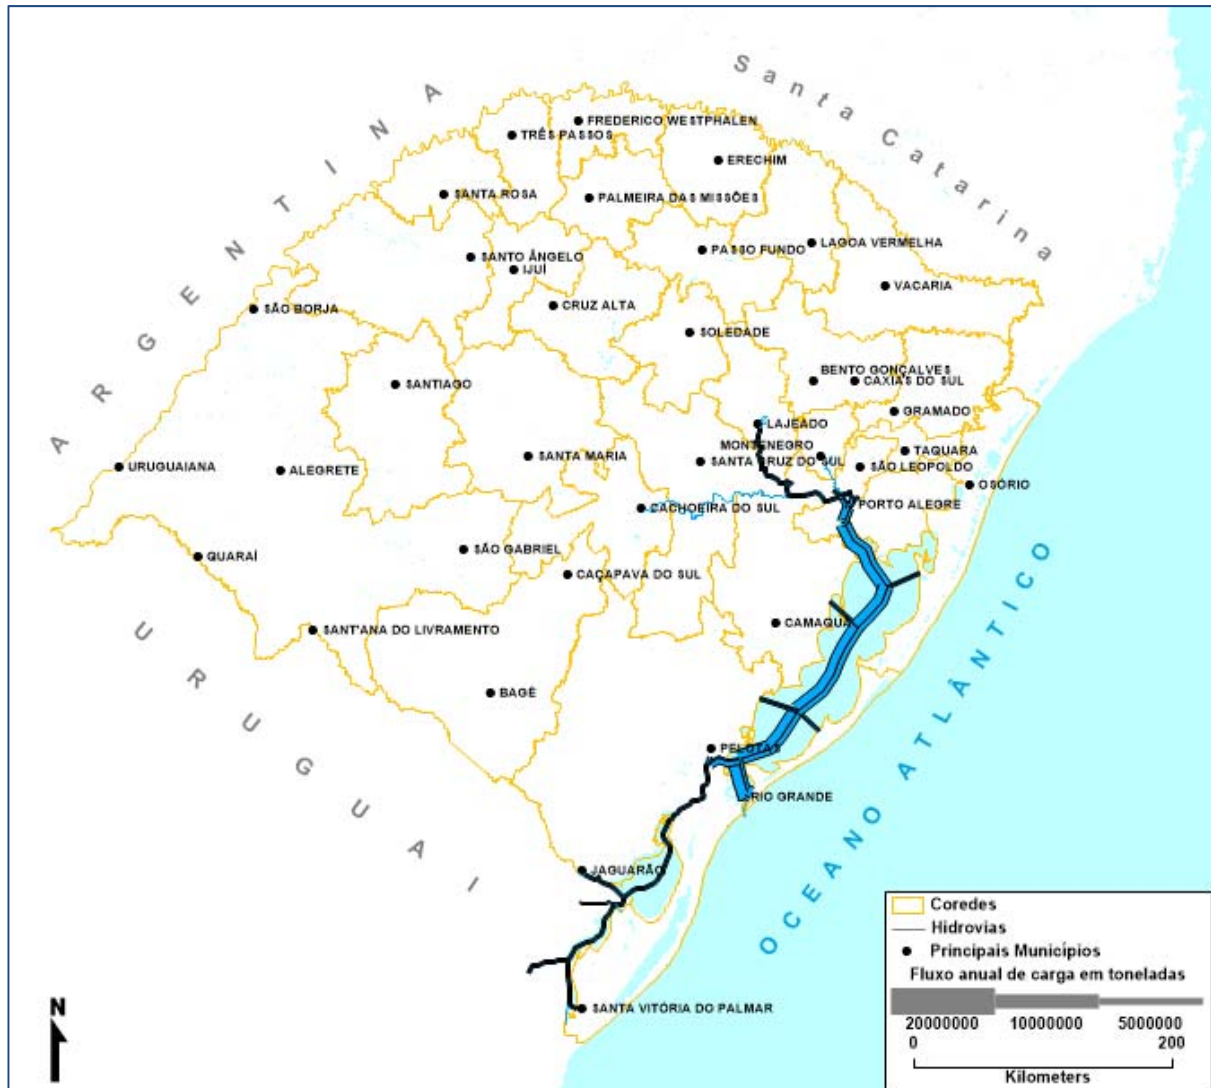 Santa Catarina
ARGENTINA
FREDERICO WESTPHALEN
TRÊS PASSOS
ERECHIM
SANTA ROSA
PALMEIRA DAS MISSÕES
LAGOA VERMELHA
PASSO FUNDO
SANTO ÂNGELO
IJUÍ
VACARIA
SÃO BORJA
CRUZ ALTA
SOLEDADE
BENTO GONÇALVES
SANTIAGO
CAXIAS DO SUL
GRAMADO
LAJEADO
MONTENEGRO
TAQUARA
SANTA MARIA
SANTA CRUZ DO SUL
SÃO LEOPOLDO
URUGUAIANA
ALEGRETE
OSÓRIO
CACHOEIRA DO SUL
PORTO ALEGRE
QUARAÍ
SÃO GABRIEL
CAÇAPAVA DO SUL
SANT'ANA DO LIVRAMENTO
CAMAQUÃ
URUGUAI
BAGÉ
OCEANO ATLÂNTICO
PELOTAS
RIO GRANDE
JAGUARÃO
SANTA VITÓRIA DO PALMAR
N
Coredes
Hidrovias
Principais Municípios
Fluxo anual de carga em toneladas
20000000 10000000 5000000
0 200
Kilometers